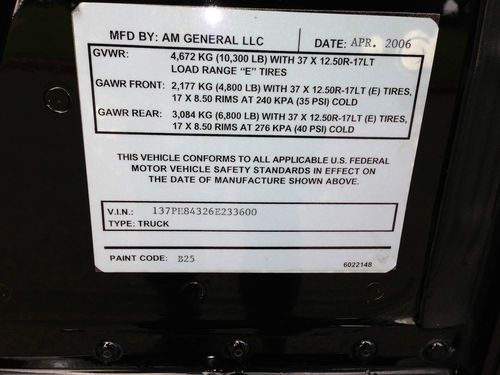 MFD BY: AM GENERAL LLC
DATE: APR. 2006
GVWR: 4,672 KG (10,300 LB) WITH 37 X 12.50R-17LT
LOAD RANGE "E" TIRES
GAWR FRONT: 2,177 KG (4,800 LB) WITH 37 X 12.50R-17LT (E) TIRES,
17 X 8.50 RIMS AT 240 KPA (35 PSI) COLD
GAWR REAR: 3,084 KG (6,800 LB) WITH 37 X 12.50R-17LT (E) TIRES,
17 X 8.50 RIMS AT 276 KPA (40 PSI) COLD
THIS VEHICLE CONFORMS TO ALL APPLICABLE U.S. FEDERAL
MOTOR VEHICLE SAFETY STANDARDS IN EFFECT ON
THE DATE OF MANUFACTURE SHOWN ABOVE.
V.I.N.: 137PH84326E233600
TYPE: TRUCK
PAINT CODE: B25
6022148